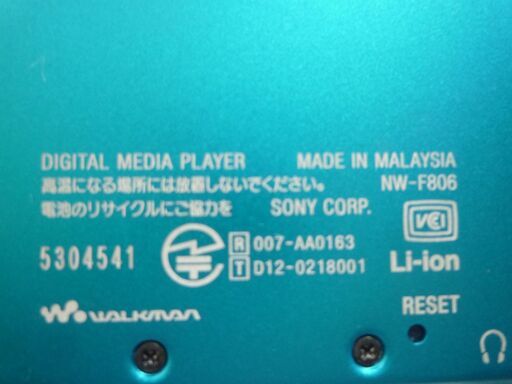 DIGITAL MEDIA PLAYER MADE IN MALAYSIA
高温になる場所には放置しないでください。 NW-F806
電池のリサイクルにご協力を SONY CORP.
VCI
5304541 R 007-AA0163
T D12-0218001 Li-ion
WALKMAN RESET